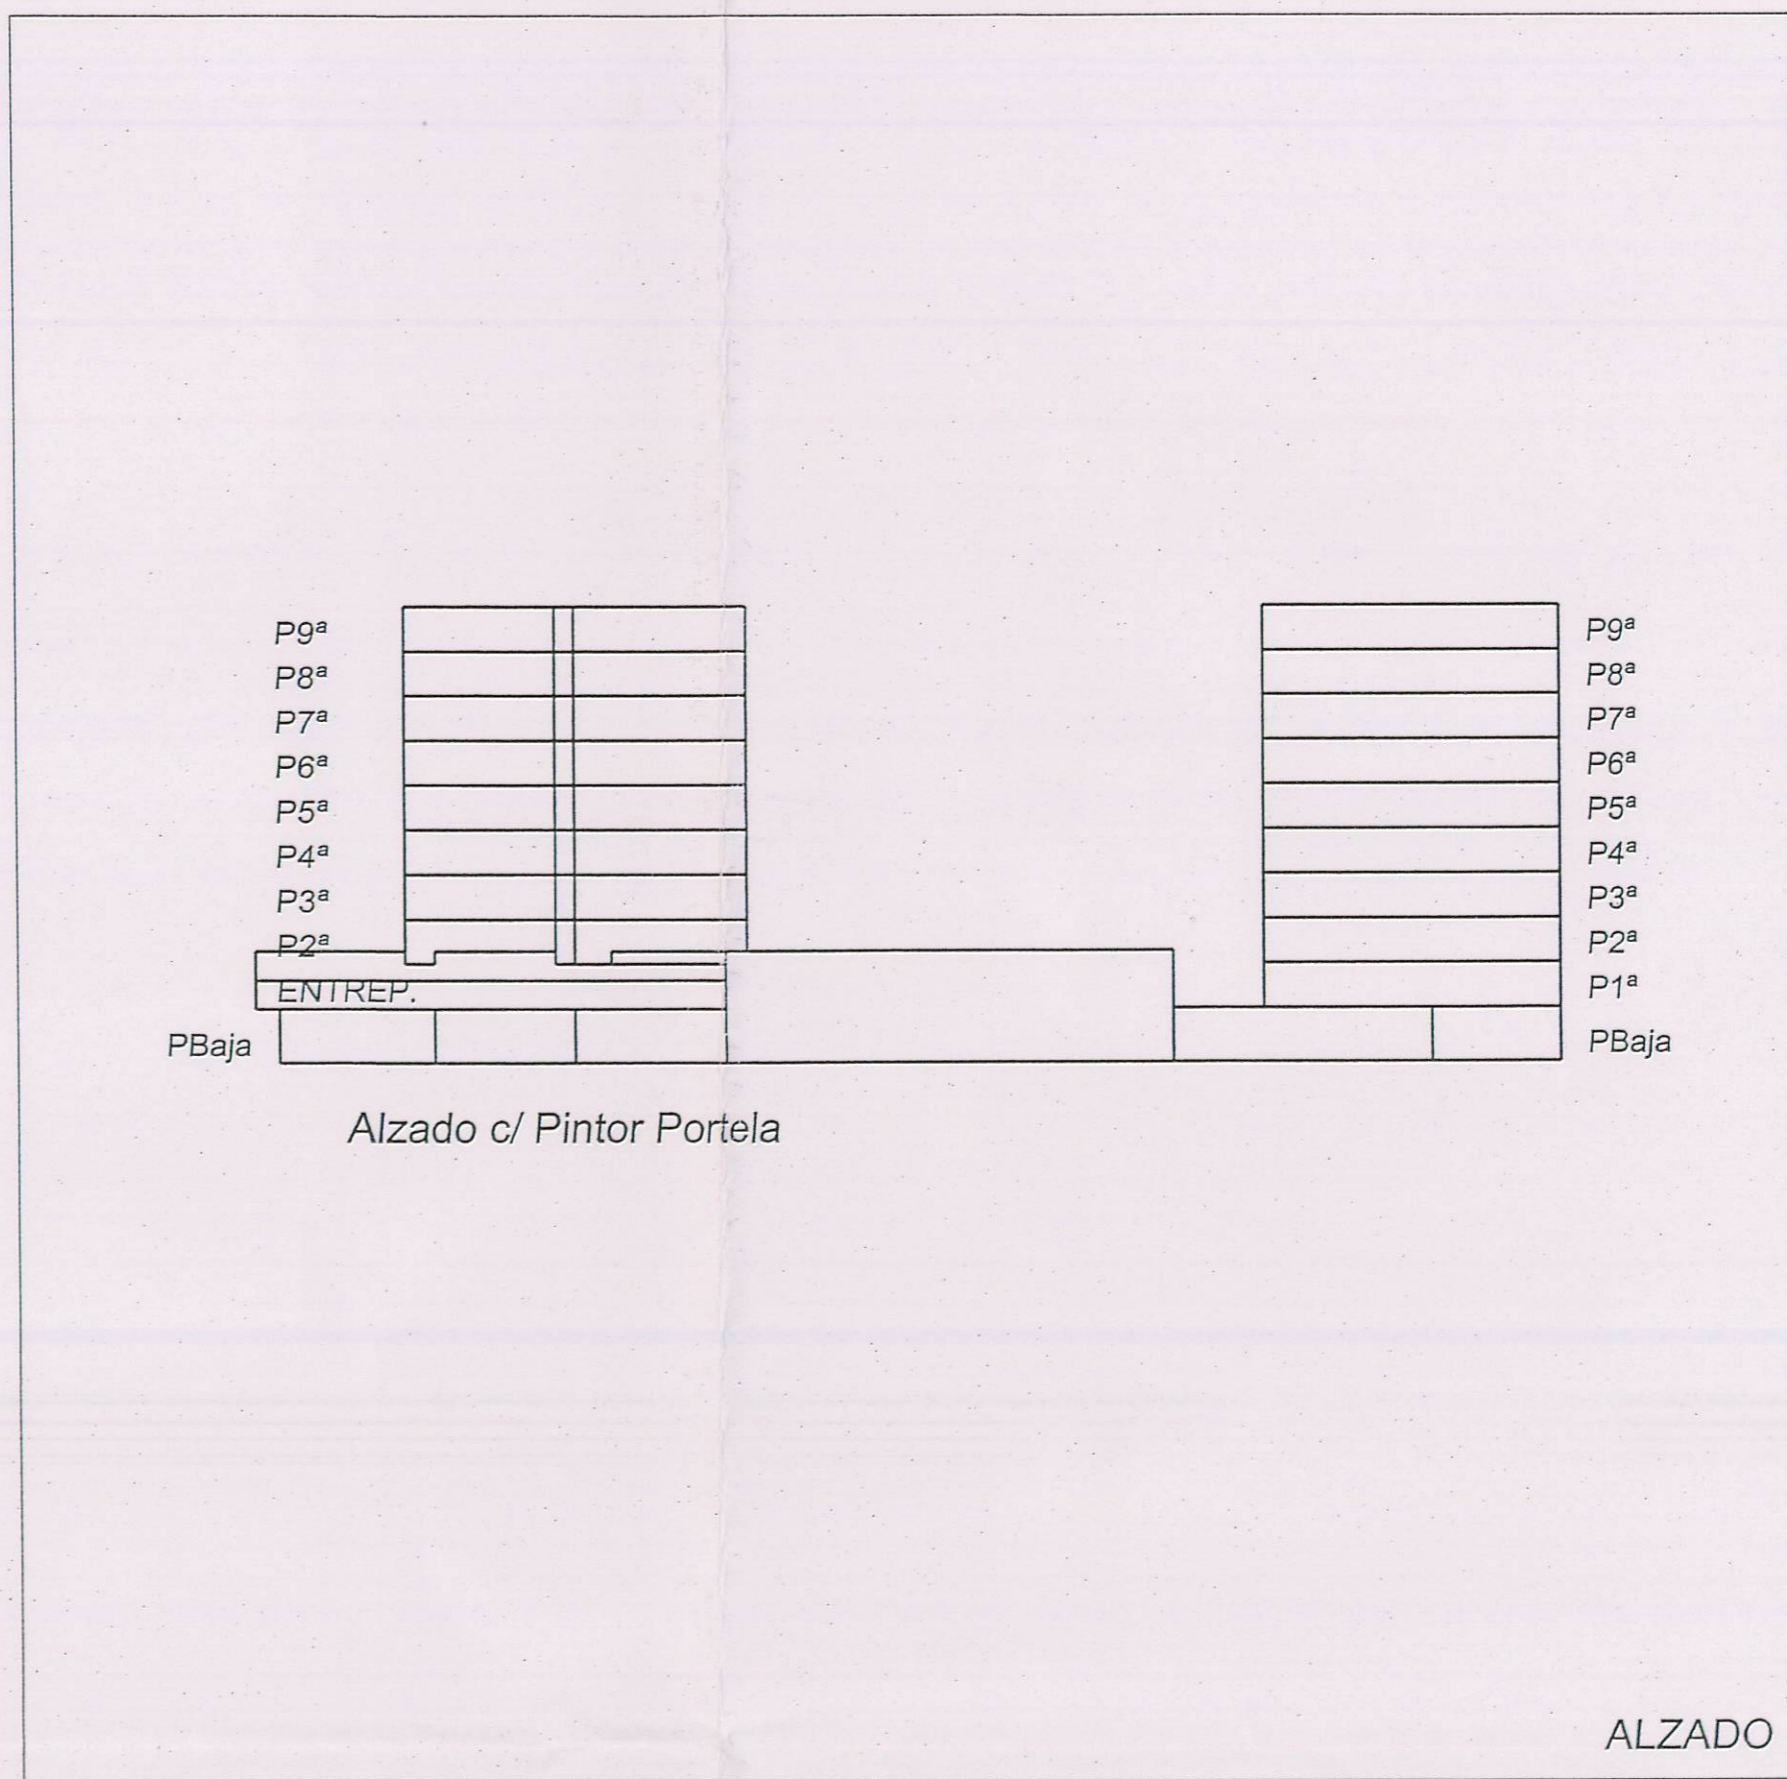 P9ª
P8ª
P7ª
P6ª
P5ª
P4ª
P3ª
P2ª
ENTREP.
PBaja
P9ª
P8ª
P7ª
P6ª
P5ª
P4ª
P3ª
P2ª
P1ª
PBaja
Alzado c/ Pintor Portela
ALZADO